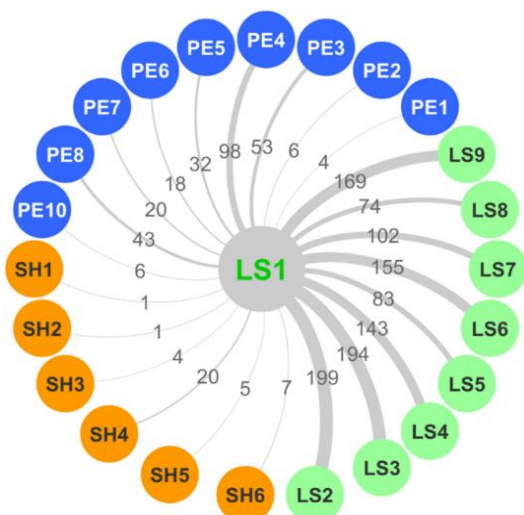 PE4
PE5
PE3
PE6
PE2
PE7
PE1
PE8
LS9
PE10
LS8
SH1
LS7
SH2
LS6
SH3
LS5
SH4
LS4
SH5
LS3
SH6
LS2
LS1
98
53
6
4
32
18
20
43
6
1
1
4
20
5
7
169
74
102
155
83
143
194
199